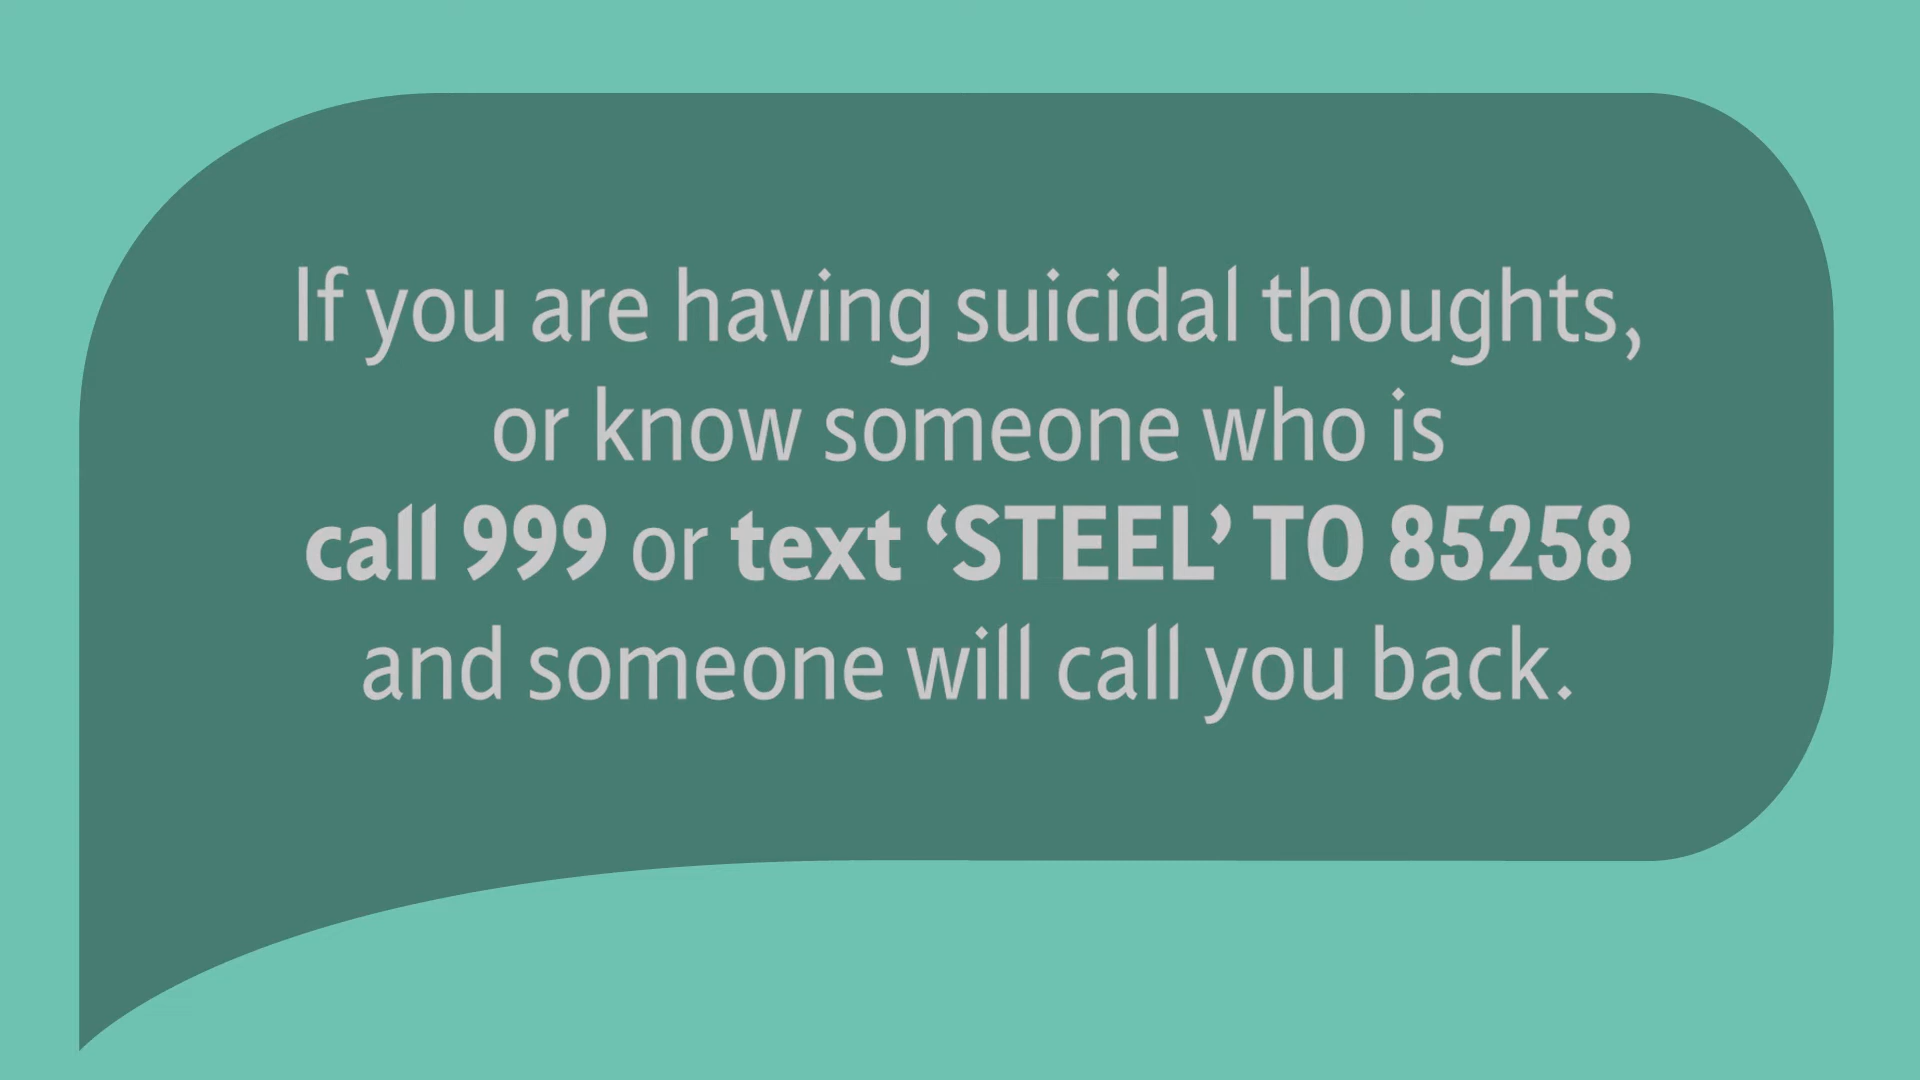 If you are having suicidal thoughts,
or know someone who is
call 999 or text ‘STEEL’ TO 85258
and someone will call you back.